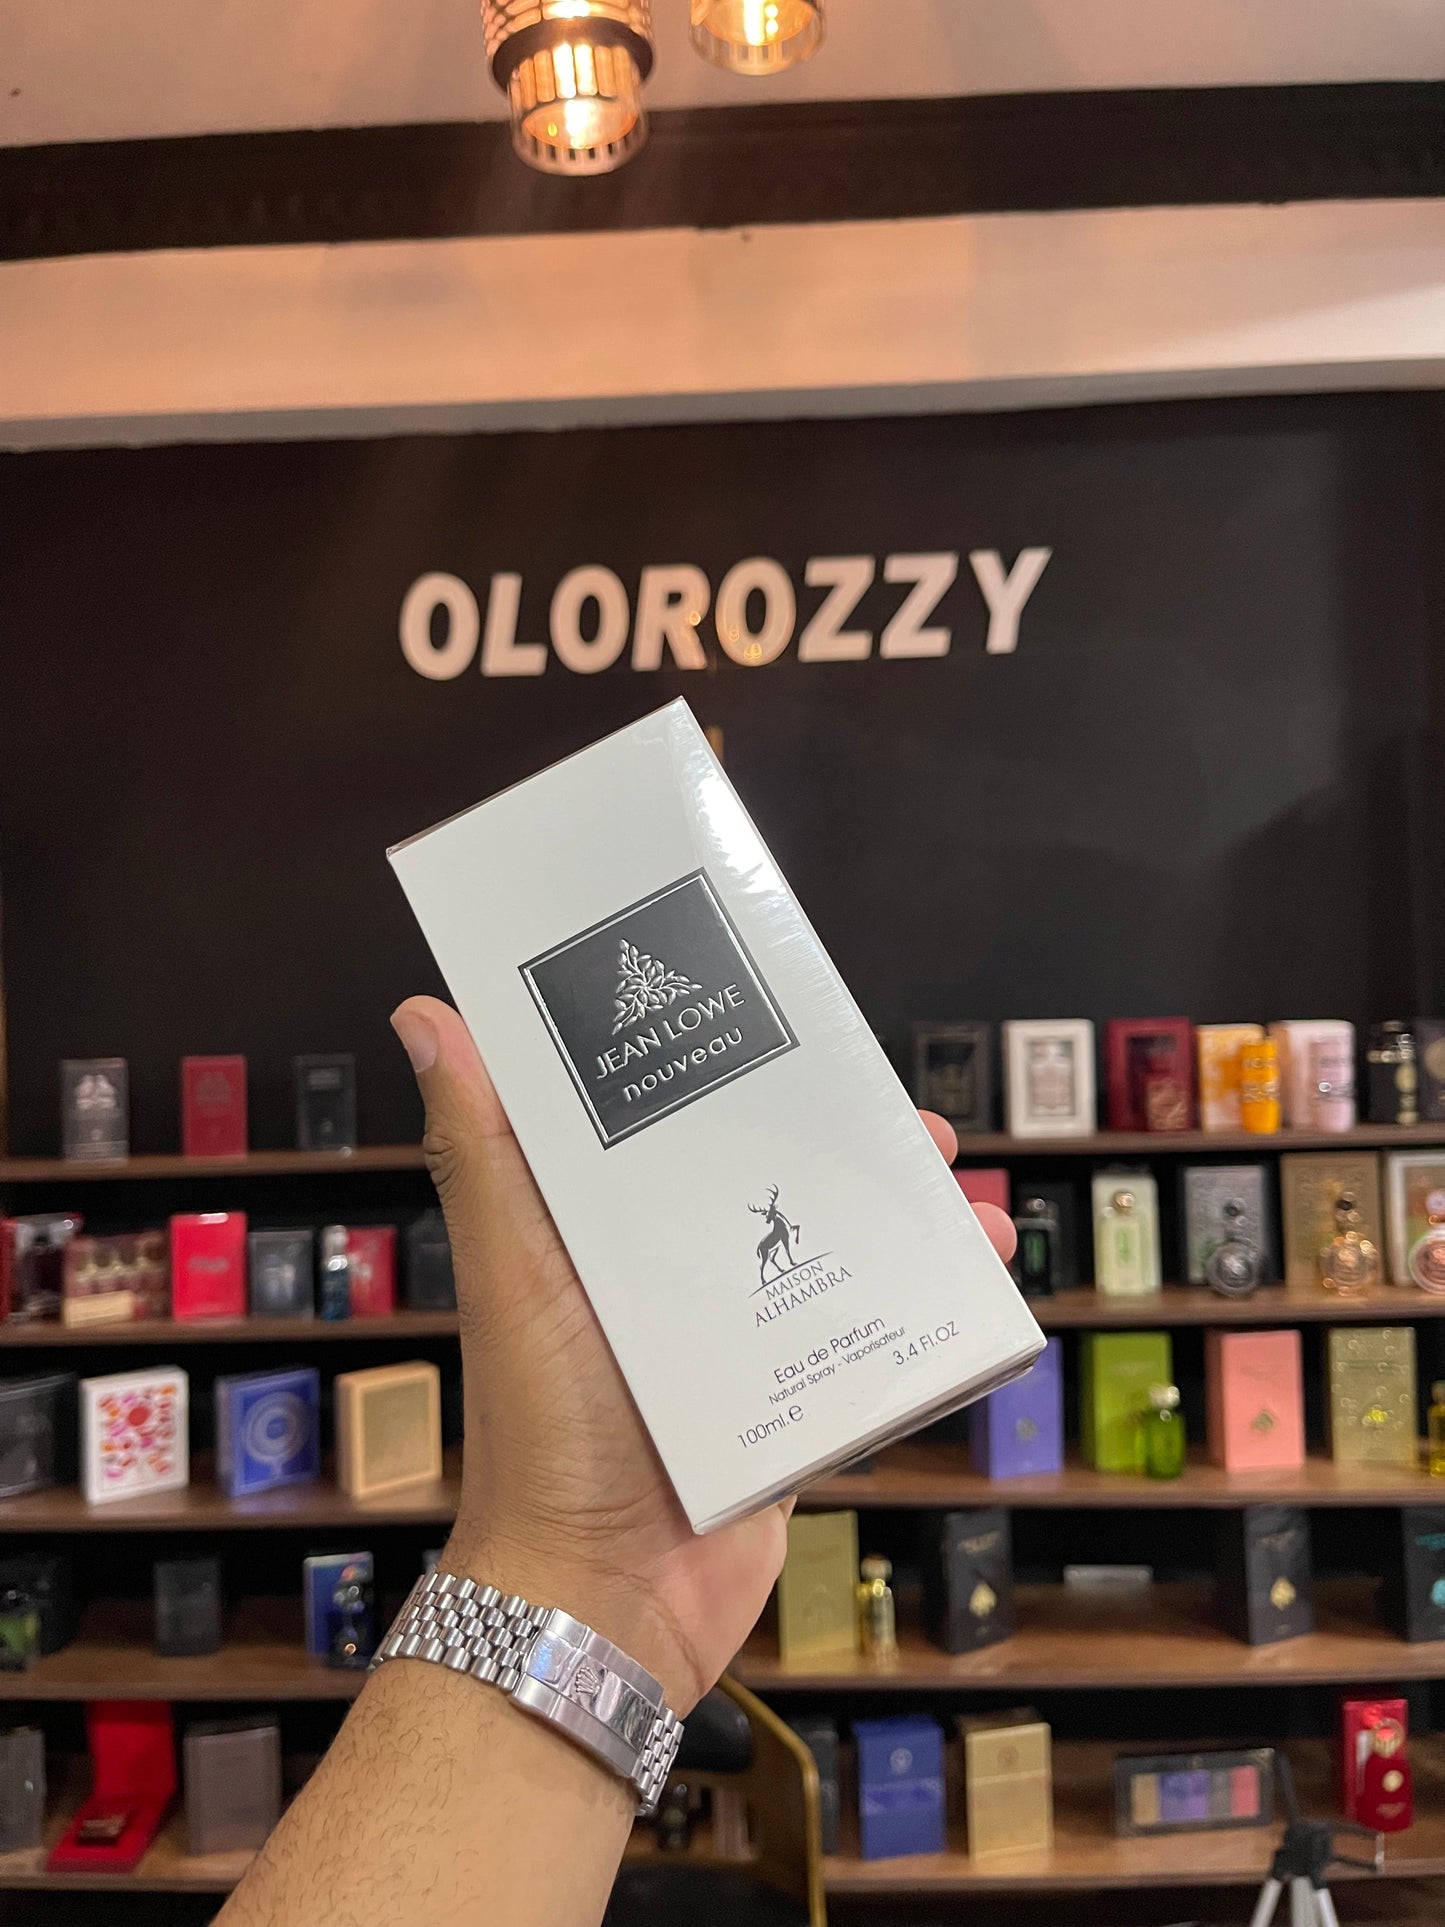 OLOROZZY
JEAN LOWE
nouveau
MAISON
ALHAMBRA
Eau de Parfum
Natural Spray - Vaporisateur
100ml.e 3.4 Fl.OZ